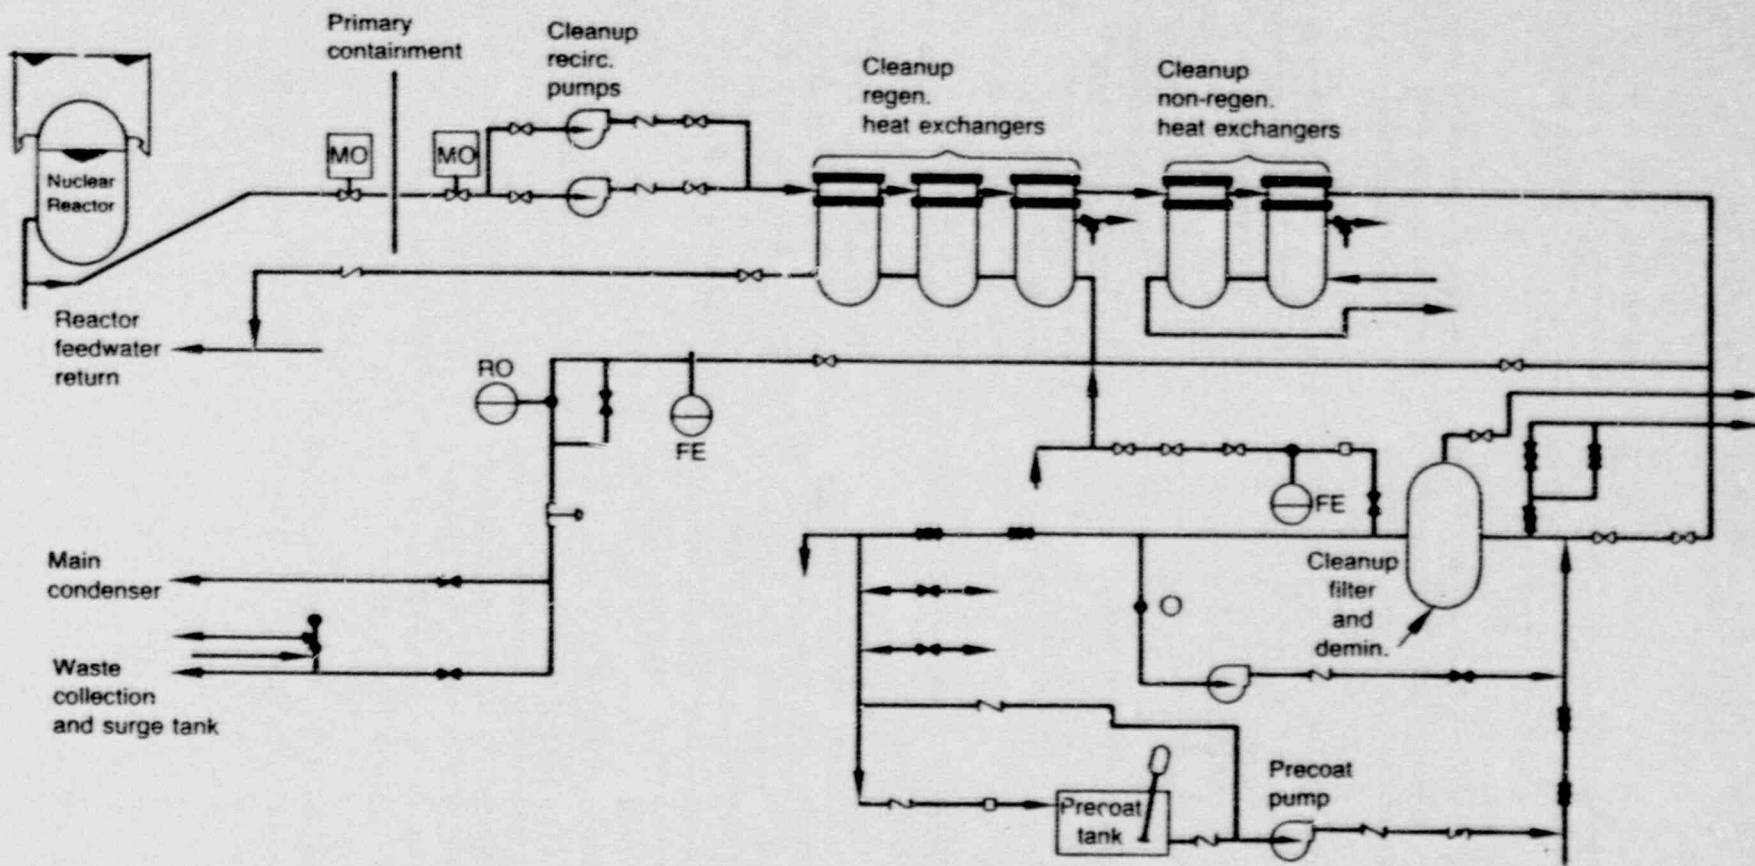 Primary
containment
Cleanup
recirc.
pumps
Cleanup
regen.
heat exchangers
Cleanup
non-regen.
heat exchangers
MO
MO
Nuclear
Reactor
Reactor
feedwater
return
RO
FE
FE
Main
condenser
Cleanup
filter
and
demin.
O
Waste
collection
and surge tank
Precoat
tank
Precoat
pump